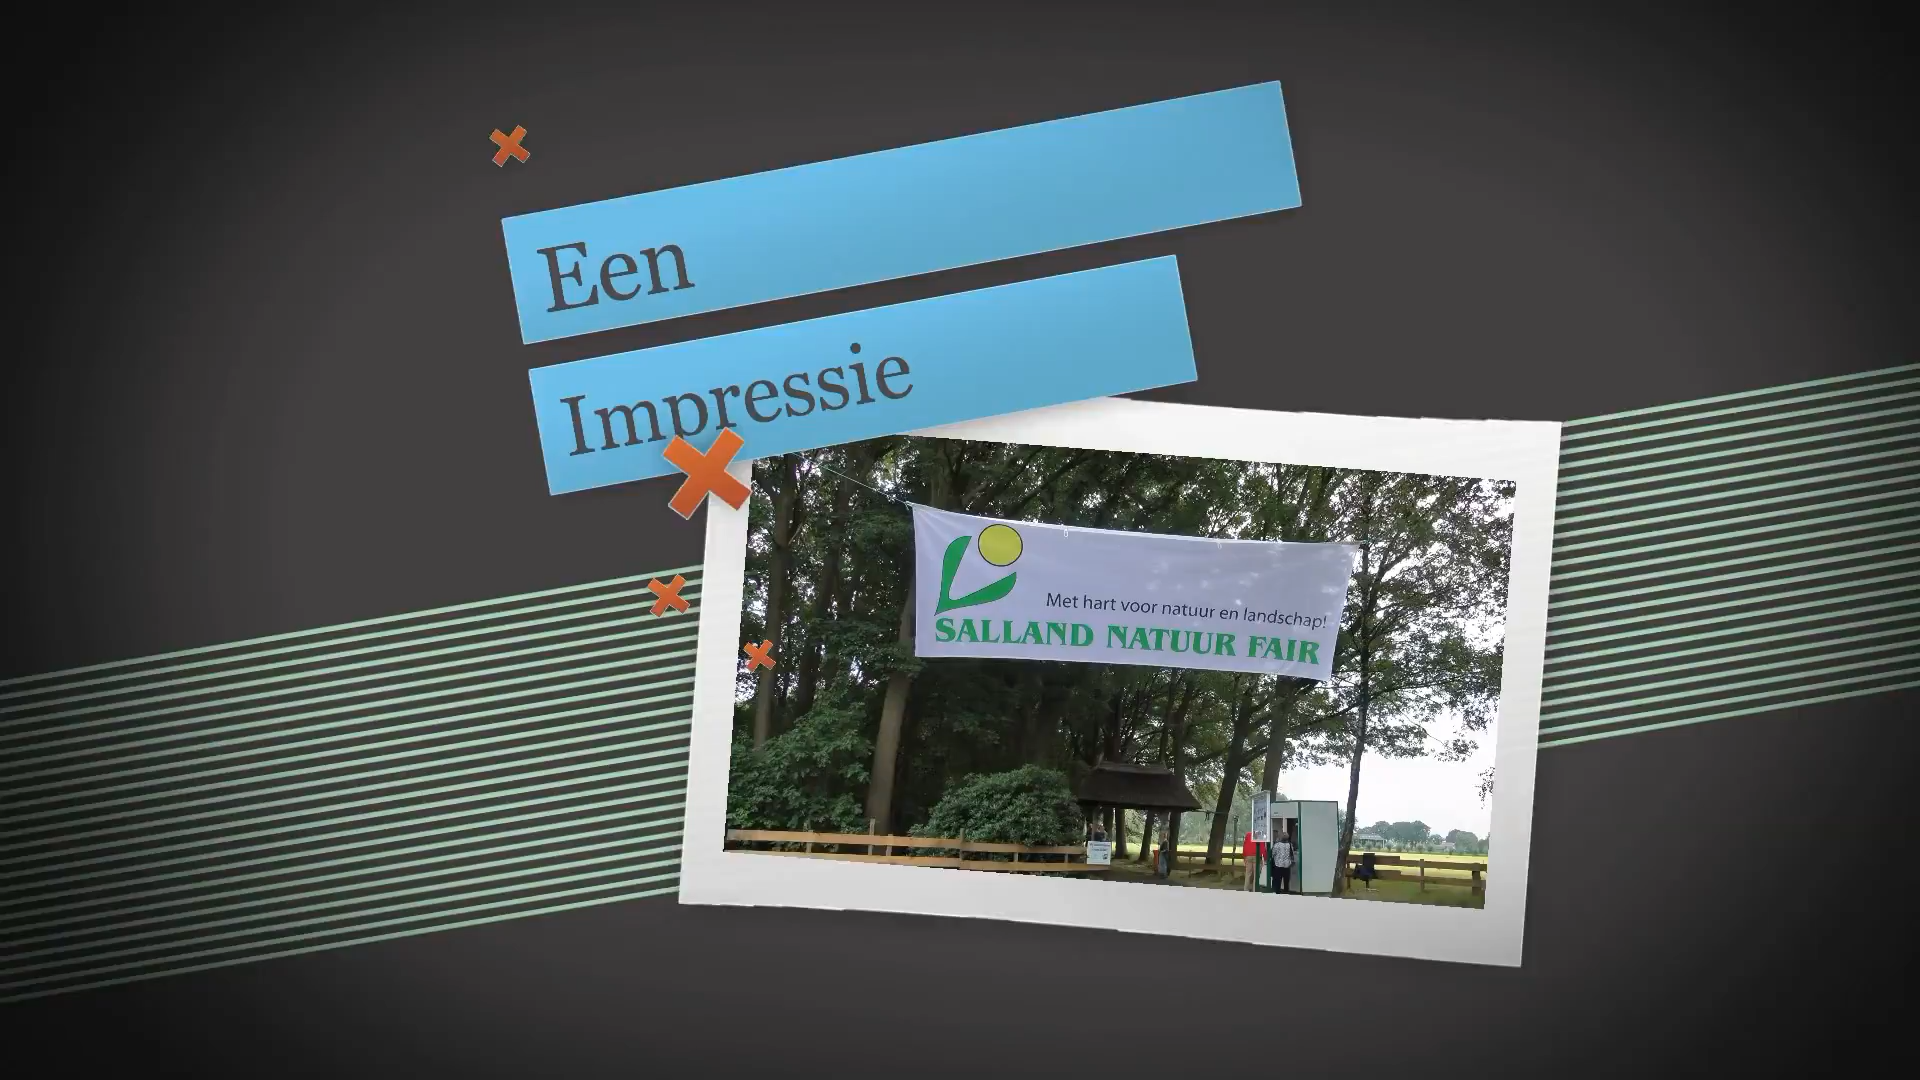 Een
Impressie
Met hart voor natuur en landschap!
SALLAND NATUUR FAIR